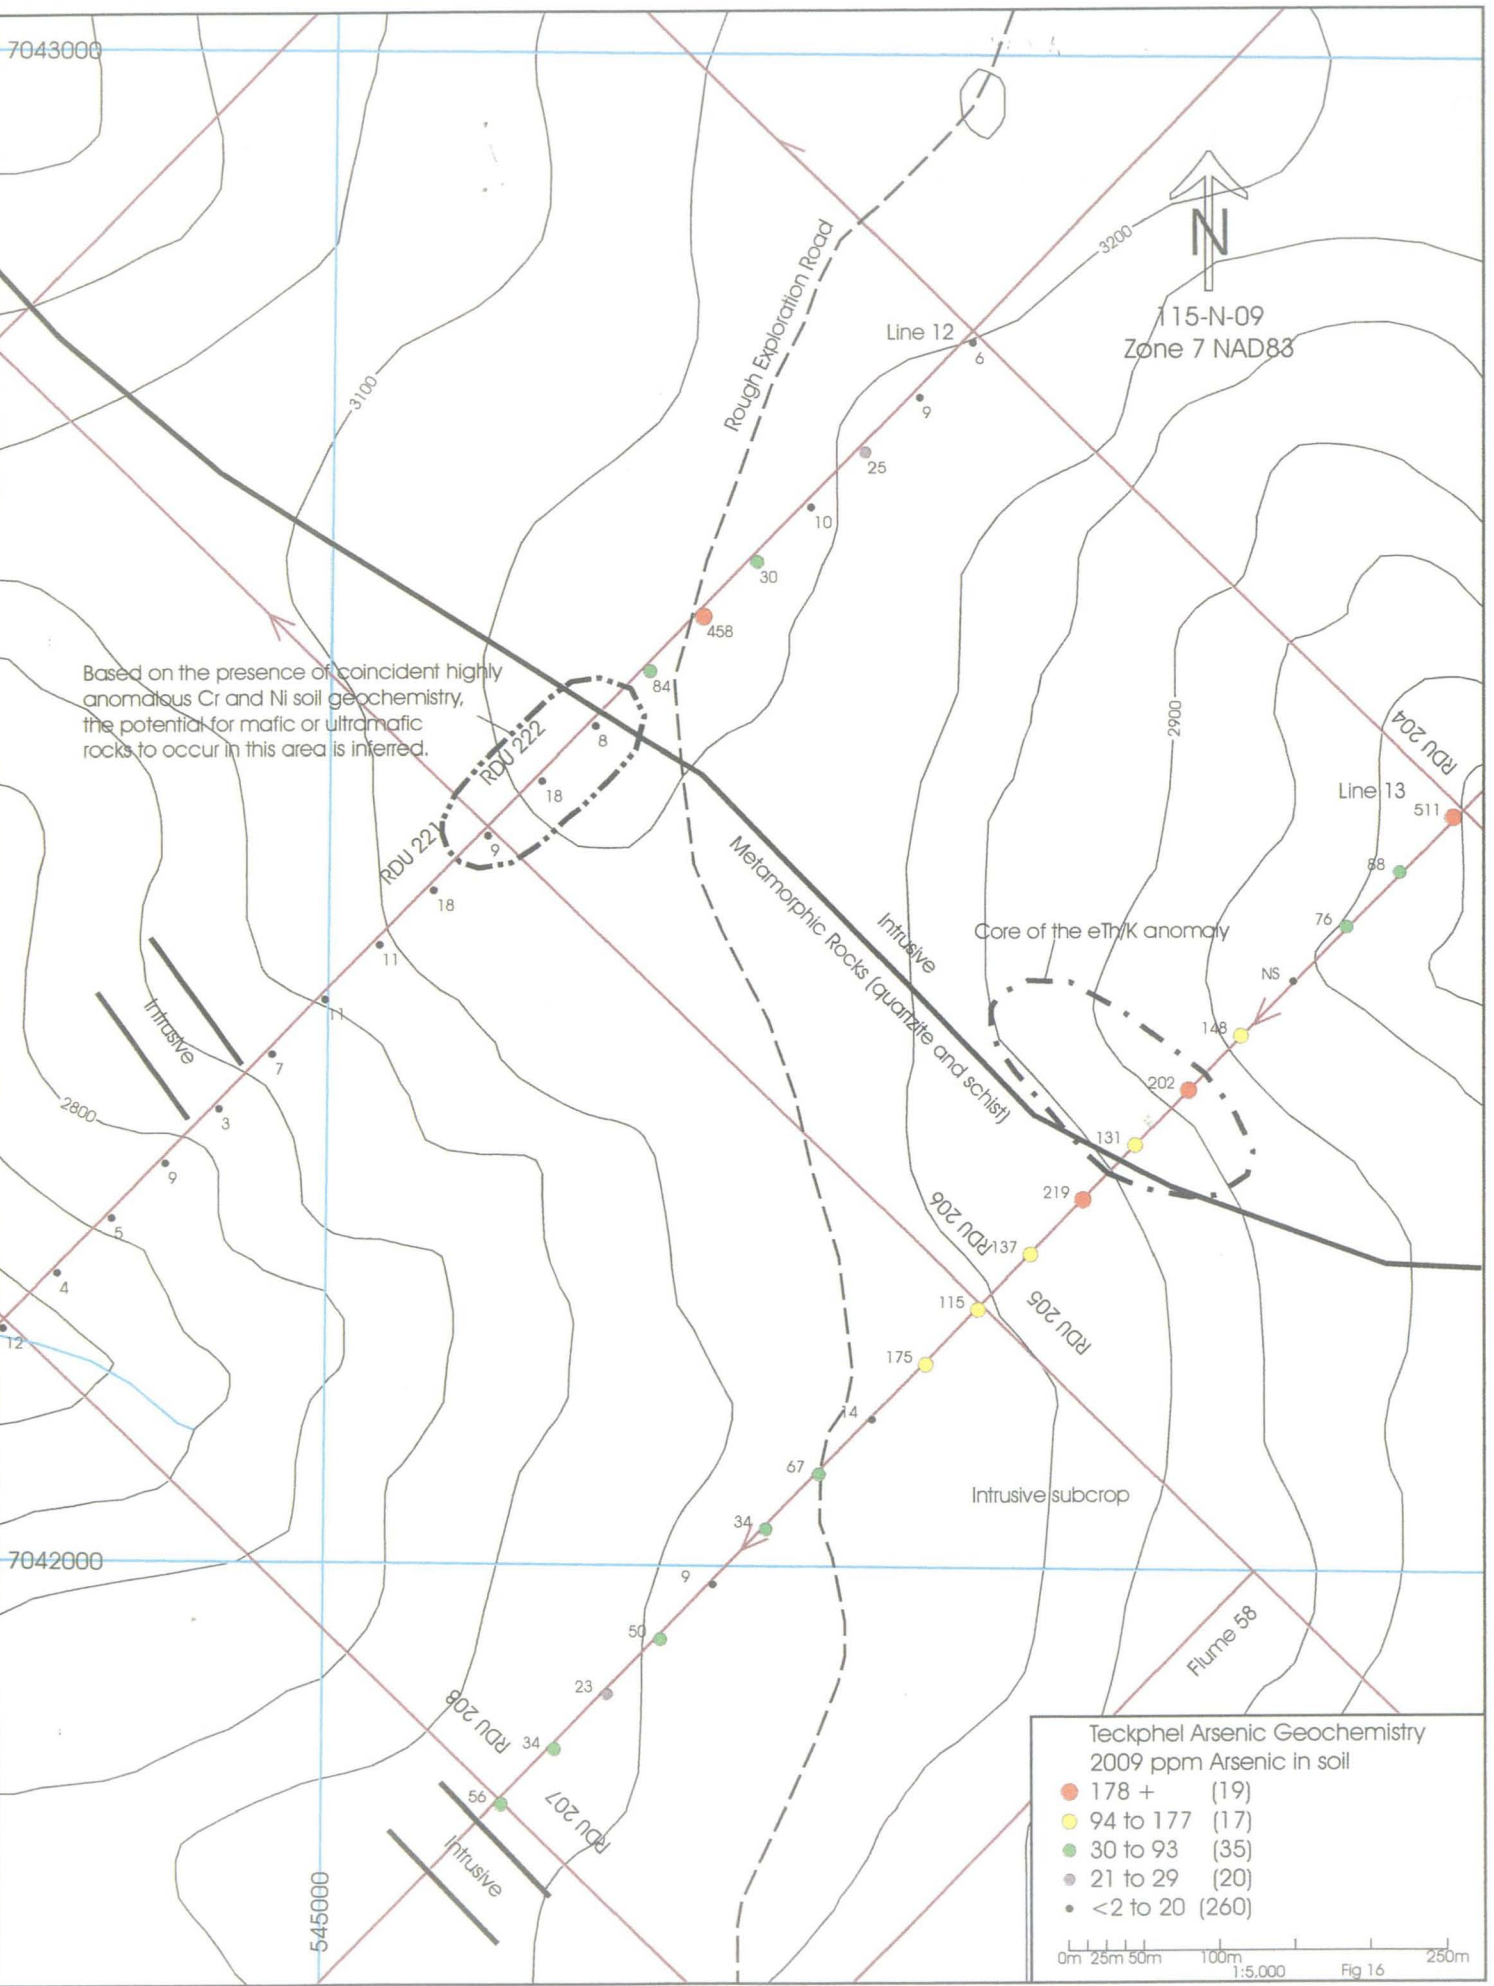 7043000
3200
N
115-N-09
Zone 7 NAD83
Rough Exploration Road
Line 12
6
9
25
10
30
458
84
3100
Based on the presence of coincident highly
anomalous Cr and Ni soil geochemistry,
the potential for mafic or ultramafic
rocks to occur in this area is inferred.
RDU 222
8
18
9
RDU 221
18
11
11
7
3
9
5
4
12
Intrusive
2800
2900
RDU 204
Line 13
511
88
76
NS
148
202
131
219
137
115
175
14
67
34
9
50
23
34
56
Metamorphic Rocks (quartzite and schist)
Intrusive
Core of the eTh/K anomaly
RDU 206
RDU 205
Intrusive subcrop
7042000
Flume 58
RDU 208
RDU 207
Intrusive
545000
Teckphel Arsenic Geochemistry
2009 ppm Arsenic in soil
178 + (19)
94 to 177 (17)
30 to 93 (35)
21 to 29 (20)
<2 to 20 (260)
0m 25m 50m 100m 250m
1:5,000 Fig 16